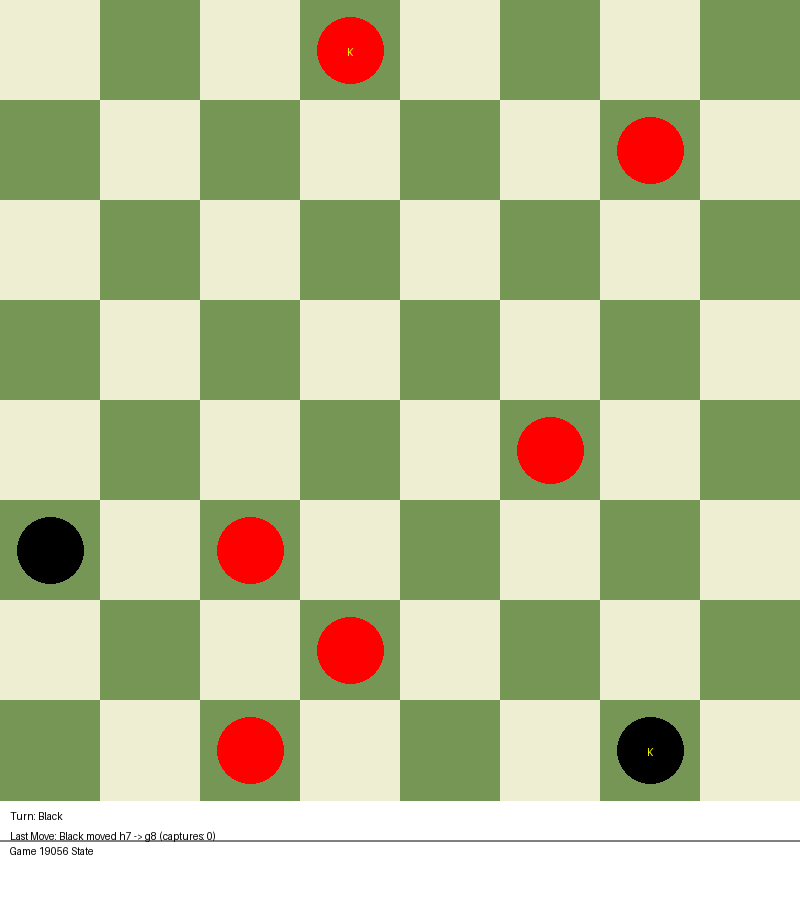 K
K
Turn: Black
Last Move: Black moved h7 -> g8 (captures: 0)
Game 19056 State